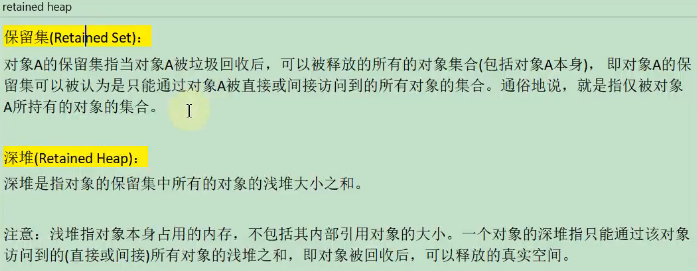 retained heap
保留集(Retained Set)：
对象A的保留集指当对象A被垃圾回收后，可以被释放的所有的对象集合(包括对象A本身)，即对象A的保
留集可以被认为是只能通过对象A被直接或间接访问到的所有对象的集合。通俗地说，就是指仅被对象
A所持有的对象的集合。
深堆(Retained Heap)：
深堆是指对象的保留集中所有的对象的浅堆大小之和。
注意：浅堆指对象本身占用的内存，不包括其内部引用对象的大小。一个对象的深堆指只能通过该对象
访问到的(直接或间接)所有对象的浅堆之和，即对象被回收后，可以释放的真实空间。